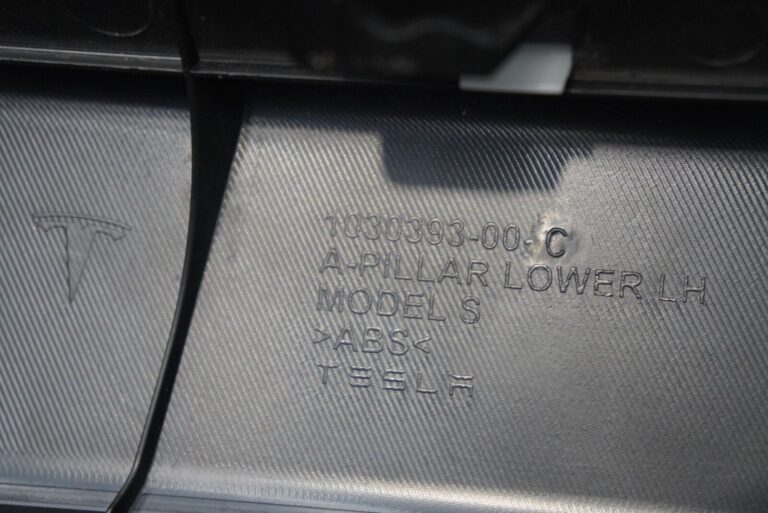 1030393-00-C
A-PILLAR LOWER LH
MODEL S
>ABS<
TESLA